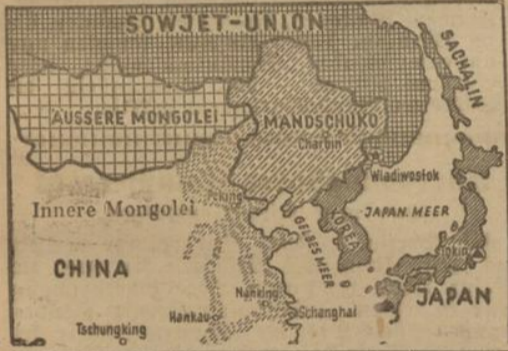 SOWJET-UNION
SACHALIN
ÄUSSERE MONGOLEI
MANDSCHUKO
Charbin
Wladiwostok
Peking
Innere Mongolei
KOREA
JAPAN. MEER
GELBES MEER
Tokio
CHINA
Nanking
JAPAN
Hankau
Schanghai
Tschungking